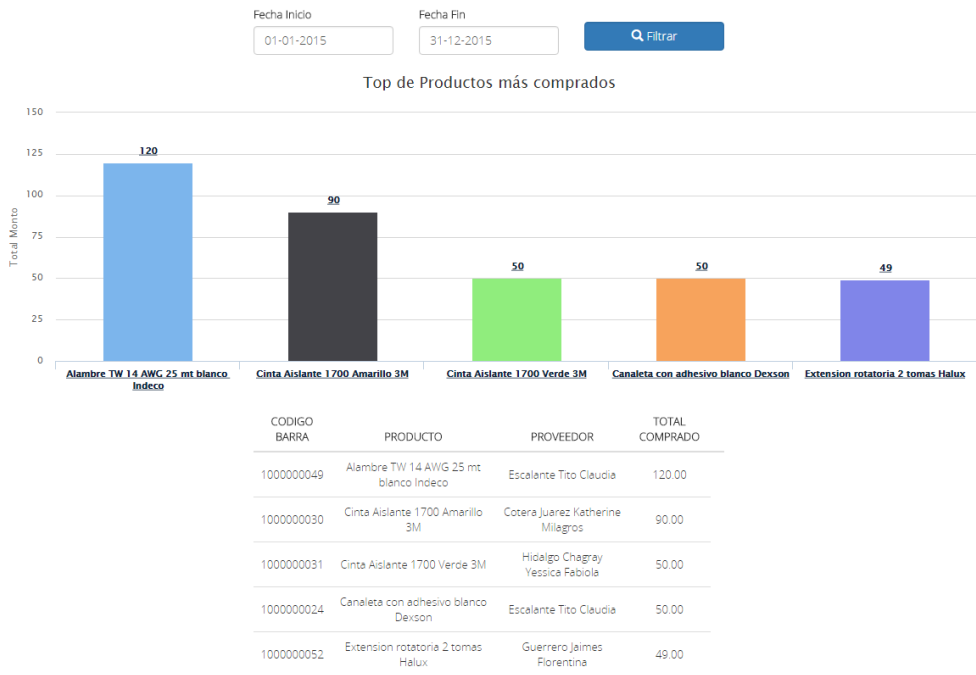 Fecha Inicio
Fecha Fin
01-01-2015
31-12-2015
Filtrar
Top de Productos más comprados
Total Monto
150
125
100
75
50
25
0
120
90
50
50
49
Alambre TW 14 AWG 25 mt blanco
Indeco
Cinta Aislante 1700 Amarillo 3M
Cinta Aislante 1700 Verde 3M
Canaleta con adhesivo blanco Dexson
Extension rotatoria 2 tomas Halux
CODIGO
BARRA
PRODUCTO
PROVEEDOR
TOTAL
COMPRADO
1000000049
Alambre TW 14 AWG 25 mt
blanco Indeco
Escalante Tito Claudia
120.00
1000000030
Cinta Aislante 1700 Amarillo
3M
Cotera Juarez Katherine
Milagros
90.00
1000000031
Cinta Aislante 1700 Verde 3M
Hidalgo Chagray
Yessica Fabiola
50.00
1000000024
Canaleta con adhesivo blanco
Dexson
Escalante Tito Claudia
50.00
1000000052
Extension rotatoria 2 tomas
Halux
Guerrero Jaimes
Florentina
49.00